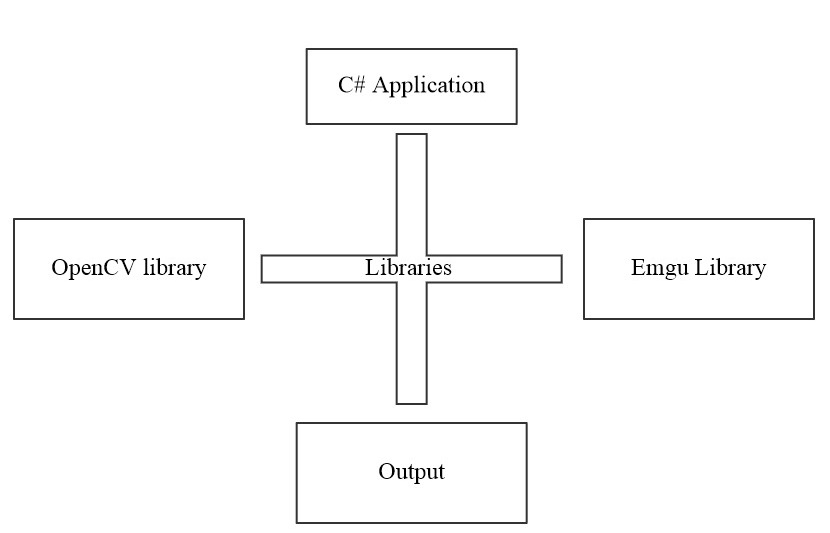 C# Application
OpenCV library
Libraries
Emgu Library
Output